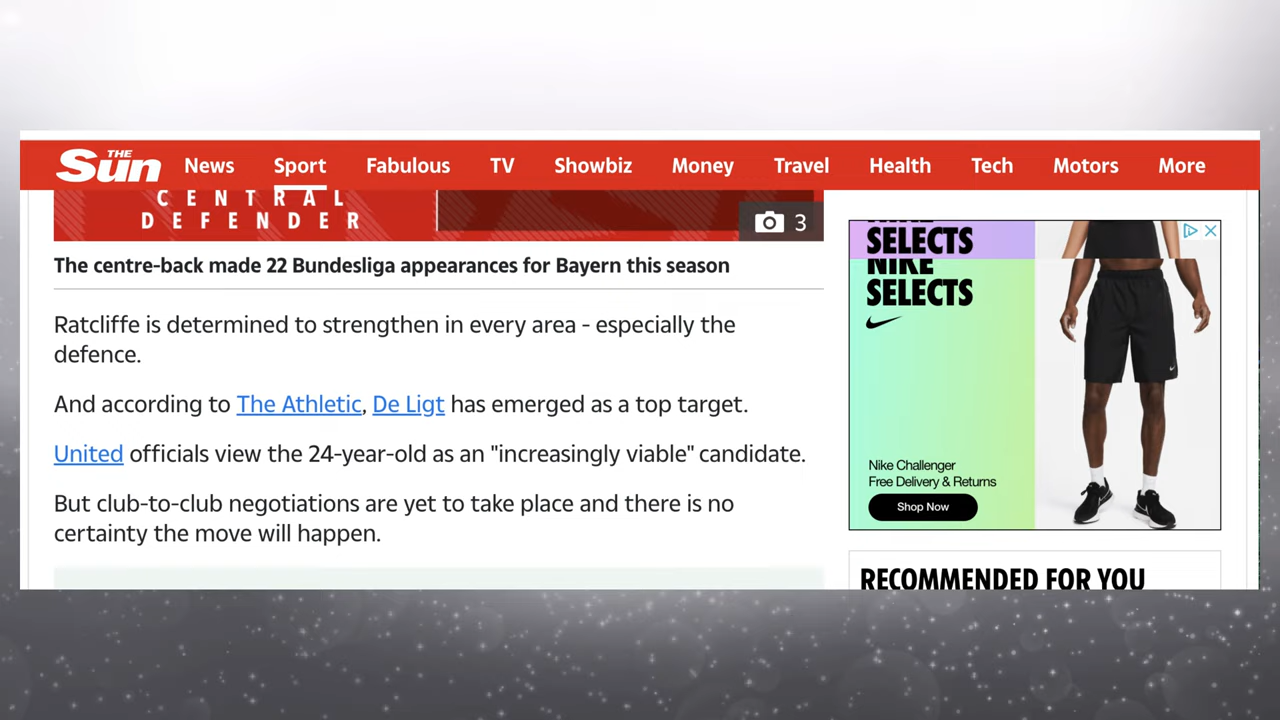 THE Sun News Sport Fabulous TV Showbiz Money Travel Health Tech Motors More
CENTRAL
DEFENDER
3
The centre-back made 22 Bundesliga appearances for Bayern this season
Ratcliffe is determined to strengthen in every area - especially the
defence.
And according to The Athletic, De Ligt has emerged as a top target.
United officials view the 24-year-old as an "increasingly viable" candidate.
But club-to-club negotiations are yet to take place and there is no
certainty the move will happen.
SELECTS
NIKE
SELECTS
Nike Challenger
Free Delivery & Returns
Shop Now
RECOMMENDED FOR YOU